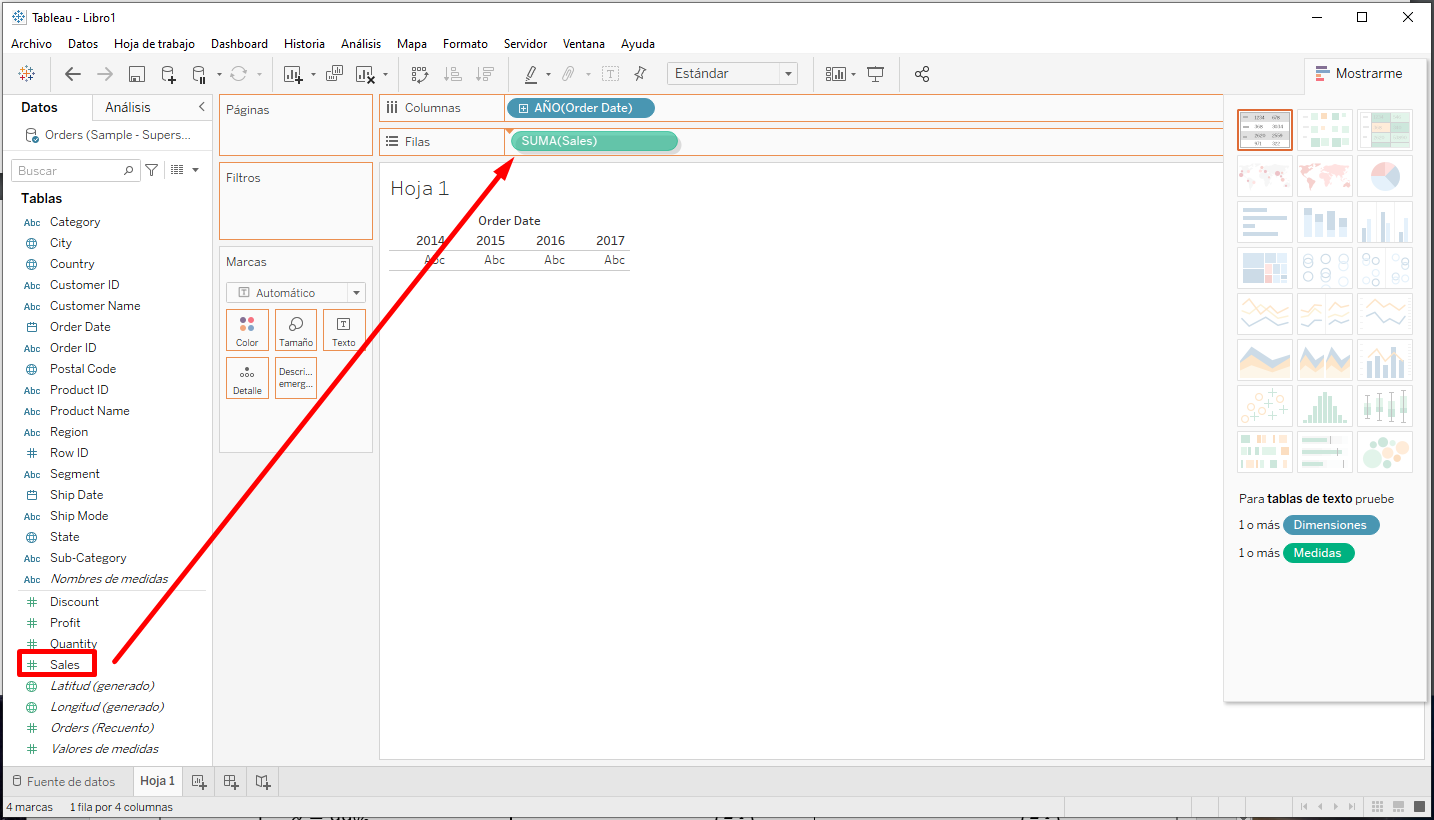 Tableau - Libro1
Archivo Datos Hoja de trabajo Dashboard Historia Análisis Mapa Formato Servidor Ventana Ayuda
Estándar
Mostrarme
Datos Análisis
Orders (Sample - Supers...
Buscar
Tablas
Abc Category
City
Country
Abc Customer ID
Abc Customer Name
Order Date
Abc Order ID
Postal Code
Abc Product ID
Abc Product Name
Abc Region
Row ID
Abc Segment
Ship Date
Abc Ship Mode
State
Abc Sub-Category
Abc Nombres de medidas
Discount
Profit
Quantity
Sales
Latitud (generado)
Longitud (generado)
Orders (Recuento)
Valores de medidas
Páginas
Filtros
Marcas
Automático
Color Tamaño Texto
Detalle
Descri...
emerg...
Columnas
AÑO(Order Date)
Filas
SUMA(Sales)
Hoja 1
Order Date
2014 2015 2016 2017
Abc Abc Abc Abc
Para tablas de texto pruebe
1 o más Dimensiones
1 o más Medidas
Fuente de datos Hoja 1
4 marcas 1 fila por 4 columnas